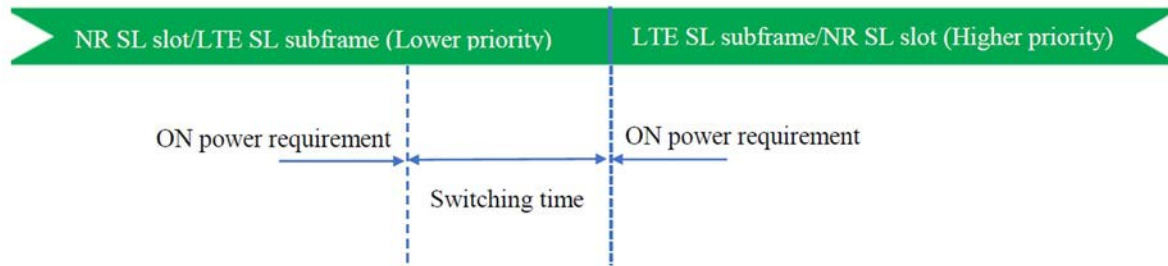 NR SL slot/LTE SL subframe (Lower priority)
LTE SL subframe/NR SL slot (Higher priority)
ON power requirement
ON power requirement
Switching time